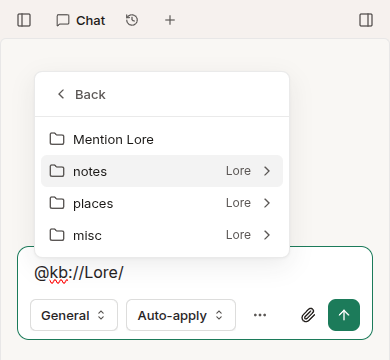 Chat
Back
Mention Lore
notes Lore
places Lore
misc Lore
@kb://Lore/
General Auto-apply